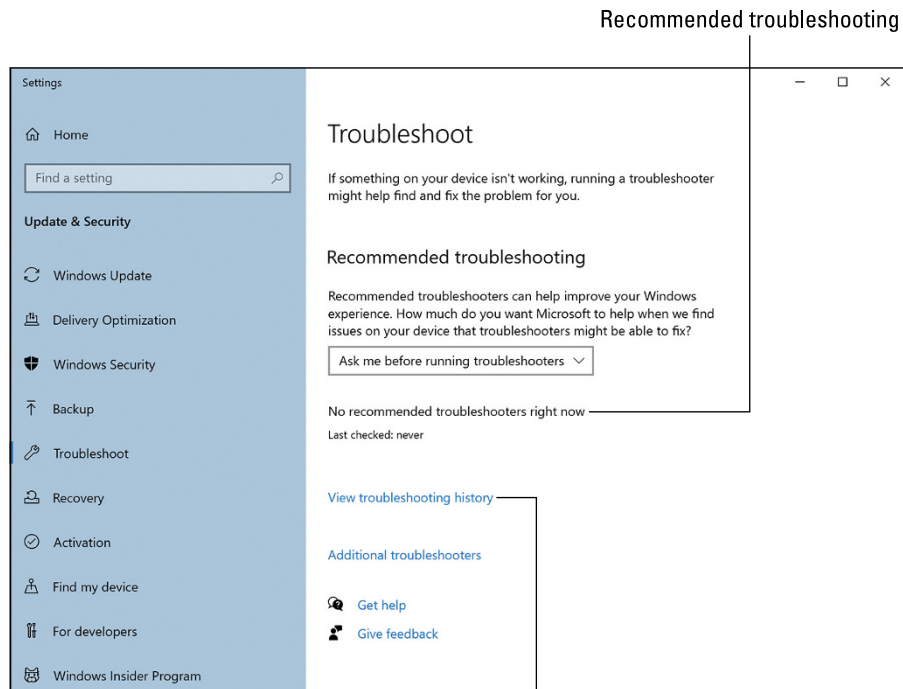 Recommended troubleshooting
Settings
Home
Find a setting
Update & Security
Windows Update
Delivery Optimization
Windows Security
Backup
Troubleshoot
Recovery
Activation
Find my device
For developers
Windows Insider Program
Troubleshoot
If something on your device isn't working, running a troubleshooter
might help find and fix the problem for you.
Recommended troubleshooting
Recommended troubleshooters can help improve your Windows
experience. How much do you want Microsoft to help when we find
issues on your device that troubleshooters might be able to fix?
Ask me before running troubleshooters
No recommended troubleshooters right now
Last checked: never
View troubleshooting history
Additional troubleshooters
Get help
Give feedback